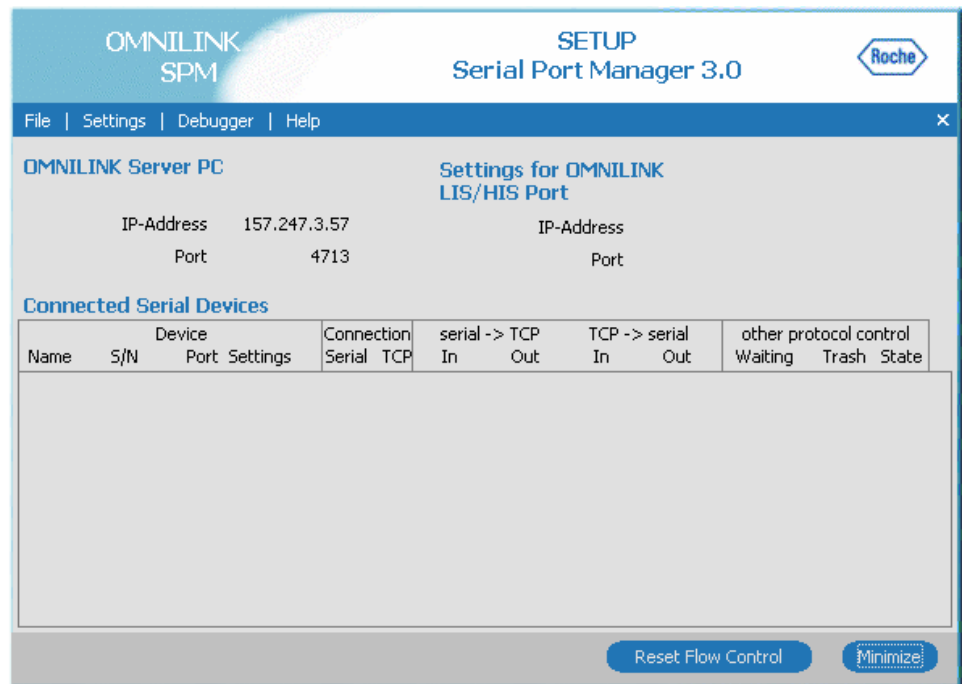 OMNILINK
SPM
SETUP
Serial Port Manager 3.0
Roche
File | Settings | Debugger | Help ×
OMNILINK Server PC
Settings for OMNILINK
LIS/HIS Port
IP-Address 157.247.3.57
IP-Address
Port 4713
Port
Connected Serial Devices
Device Connection serial -> TCP TCP -> serial other protocol control
Name S/N Port Settings Serial TCP In Out In Out Waiting Trash State
Reset Flow Control Minimize